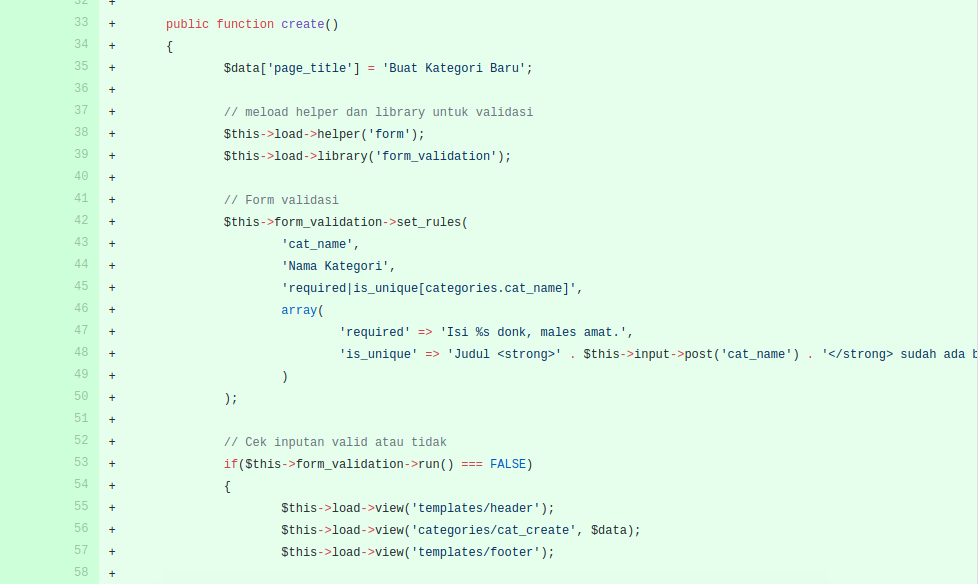 32 +
33 + public function create()
34 + {
35 + $data['page_title'] = 'Buat Kategori Baru';
36 +
37 + // meload helper dan library untuk validasi
38 + $this->load->helper('form');
39 + $this->load->library('form_validation');
40 +
41 + // Form validasi
42 + $this->form_validation->set_rules(
43 + 'cat_name',
44 + 'Nama Kategori',
45 + 'required|is_unique[categories.cat_name]',
46 + array(
47 + 'required' => 'Isi %s donk, males amat.',
48 + 'is_unique' => 'Judul <strong>' . $this->input->post('cat_name') . '</strong> sudah ada
49 + )
50 + );
51 +
52 + // Cek inputan valid atau tidak
53 + if($this->form_validation->run() === FALSE)
54 + {
55 + $this->load->view('templates/header');
56 + $this->load->view('categories/cat_create', $data);
57 + $this->load->view('templates/footer');
58 +